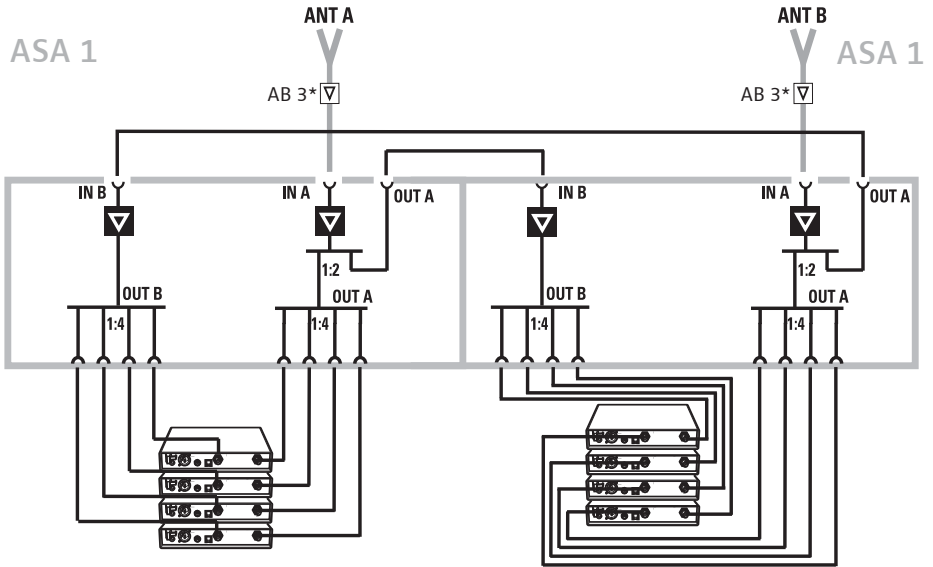 ANT A
ANT B
ASA 1
ASA 1
AB 3*
AB 3*
IN B
IN A
OUT A
IN B
IN A
OUT A
1:2
1:2
OUT B
OUT A
OUT B
OUT A
1:4
1:4
1:4
1:4